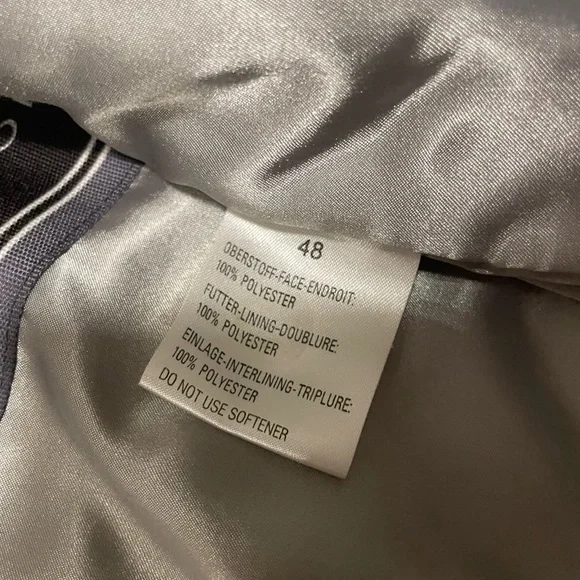 48
OBERSTOFF-FACE-ENDROIT:
100% POLYESTER
FUTTER-LINING-DOUBLURE:
100% POLYESTER
EINLAGE-INTERLINING-TRIPLURE:
100% POLYESTER
DO NOT USE SOFTENER